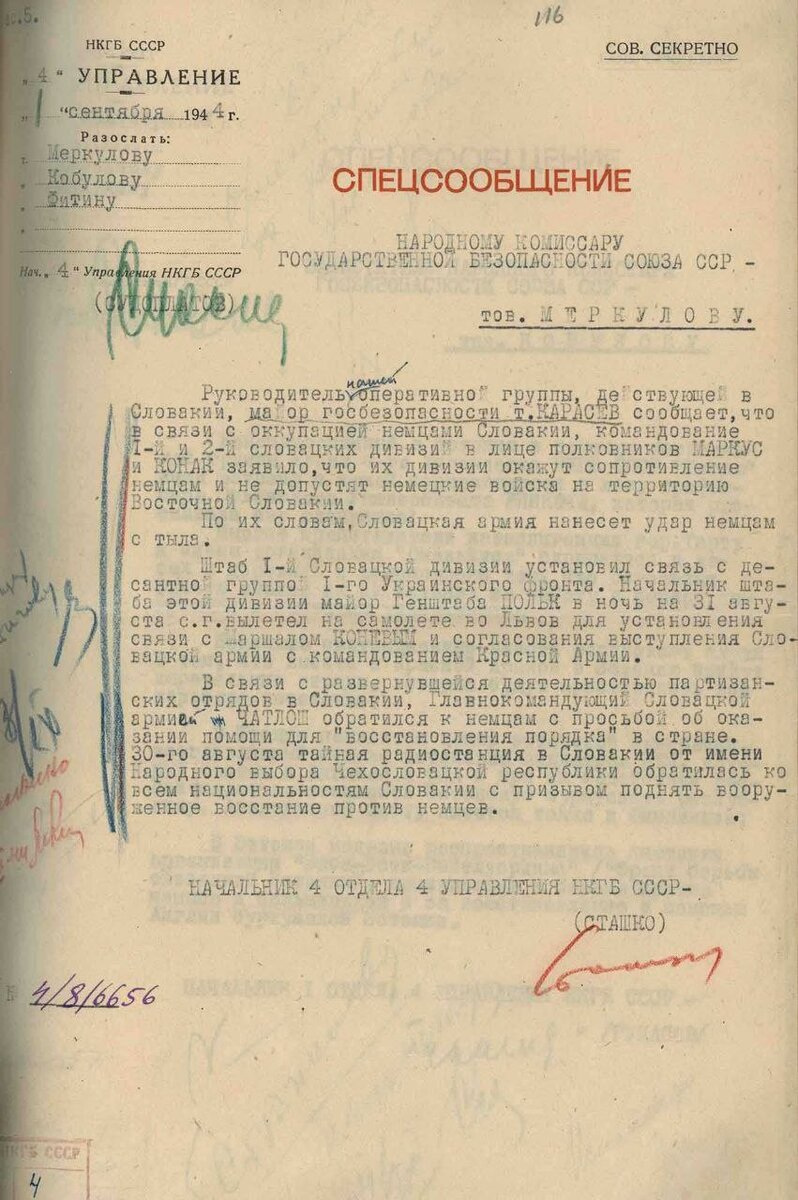 116
НКГБ СССР
СОВ. СЕКРЕТНО
„ 4 “ УПРАВЛЕНИЕ
„ 1 “ сентября 1944 г.
Разослать:
т. Меркулову
„ Кобулову
„ Фитину
СПЕЦСООБЩЕНИЕ
НАРОДНОМУ КОМИССАРУ
ГОСУДАРСТВЕННОЙ БЕЗОПАСНОСТИ СОЮЗА ССР -
Нач. „ 4 “ Управления НКГБ СССР
тов. М Е Р К У Л О В У.
нашей
Руководитель оперативной группы, действующей в
Словакии, майор госбезопасности т.КАРАСЕВ сообщает, что
в связи с оккупацией немцами Словакии, командование
1-й и 2-й словацких дивизий в лице полковников МАРКУС
и КОНАК заявило, что их дивизии окажут сопротивление
немцам и не допустят немецкие войска на территорию
Восточной Словакии.
По их словам, Словацкая армия нанесет удар немцам
с тыла.
Штаб I-й Словацкой дивизии установил связь с де-
сантной группой I-го Украинского фронта. Начальник шта-
ба этой дивизии майор Генштаба ПОЛЬК в ночь на 31 авгу-
ста с.г. вылетел на самолете во Львов для установления
связи с маршалом КОНЕВЫМ и согласования выступления Сло-
вацкой армии с командованием Красной Армии.
В связи с развернувшейся деятельностью партизан-
ских отрядов в Словакии, Главнокомандующий Словацкой
армией ЧАТЛОШ обратился к немцам с просьбой об ока-
зании помощи для "восстановления порядка" в стране.
30-го августа тайная радиостанция в Словакии от имени
Народного выбора Чехословацкой республики обратилась ко
всем национальностям Словакии с призывом поднять воору-
женное восстание против немцев.
НАЧАЛЬНИК 4 ОТДЕЛА 4 УПРАВЛЕНИЯ НКГБ СССР-
(СТАШКО)
4/8/6656
НКГБ СССР
4